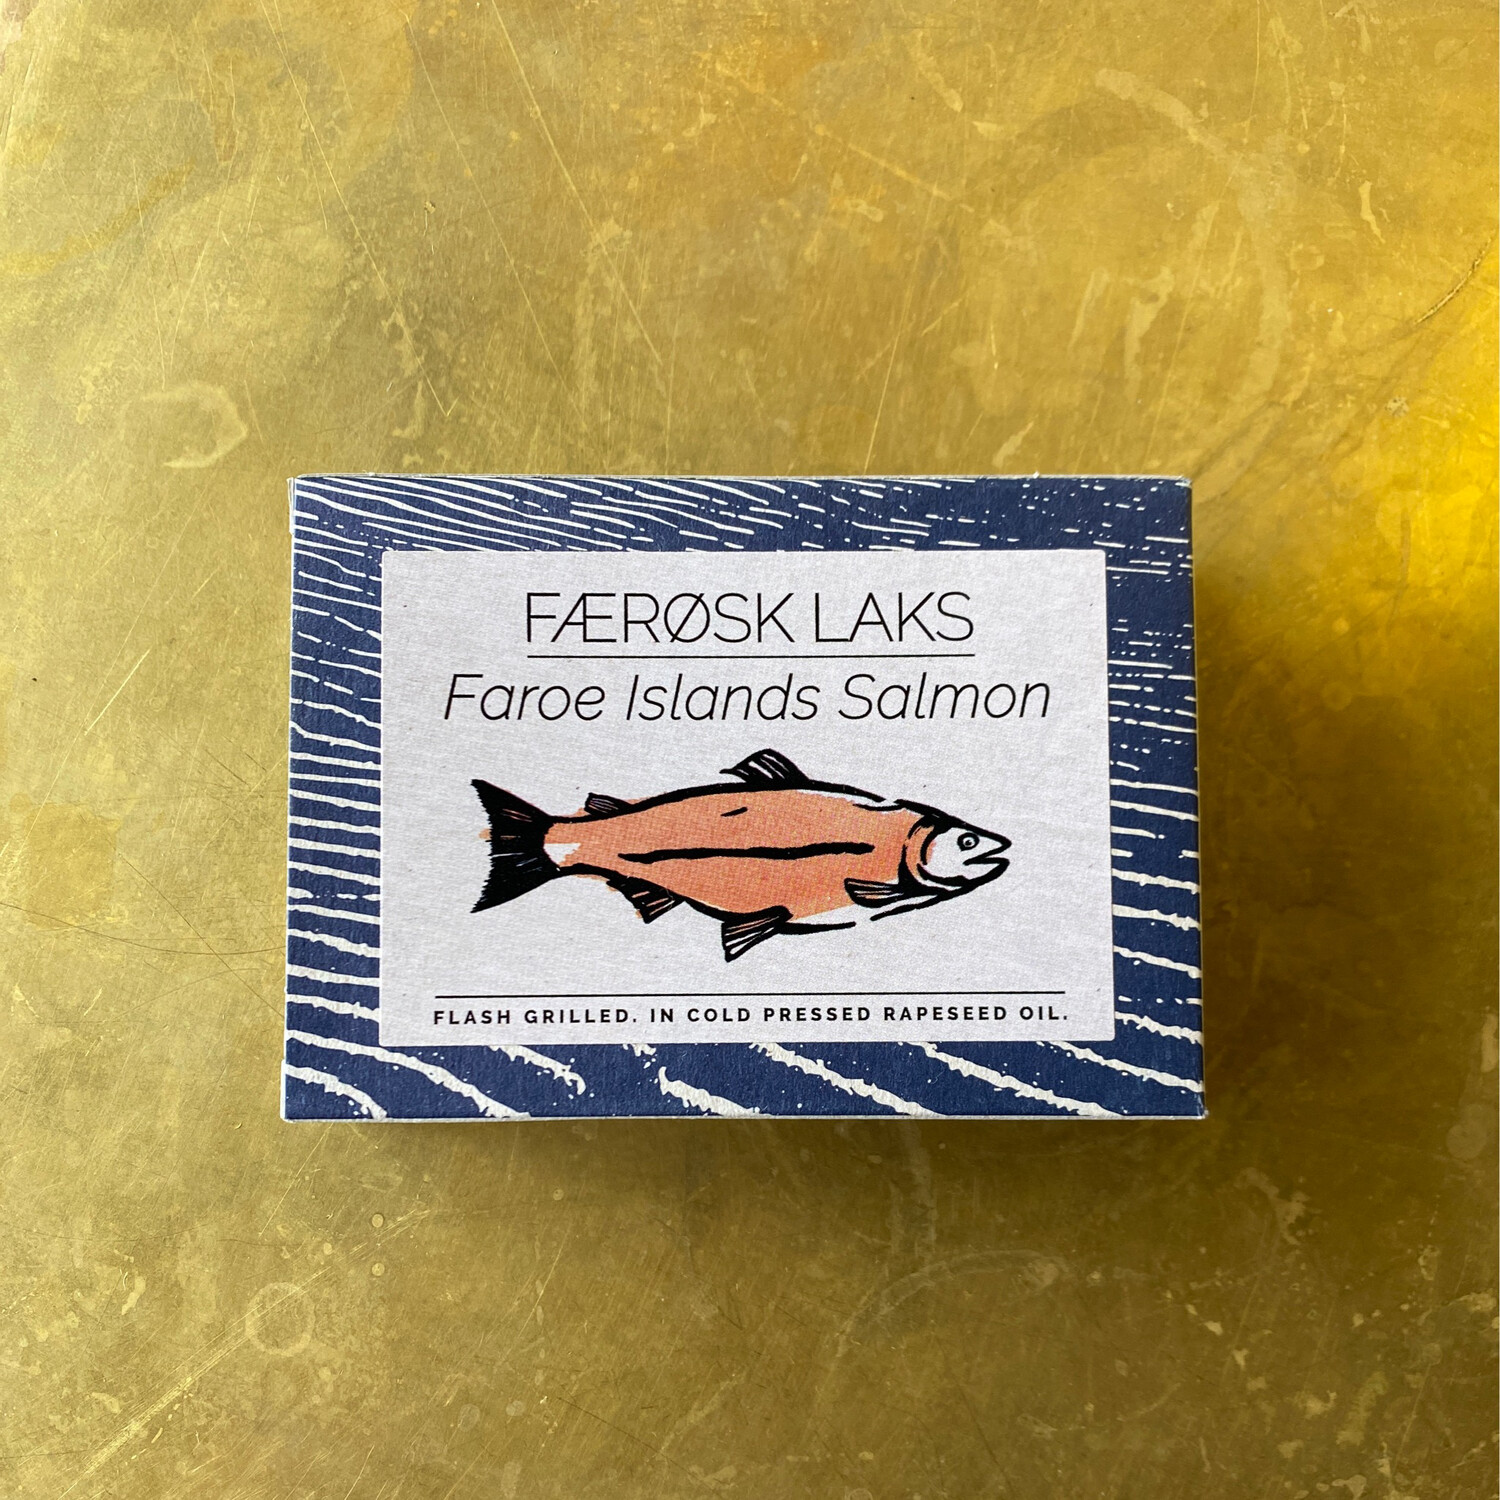 FÆRØSK LAKS
Faroe Islands Salmon
FLASH GRILLED. IN COLD PRESSED RAPESEED OIL.